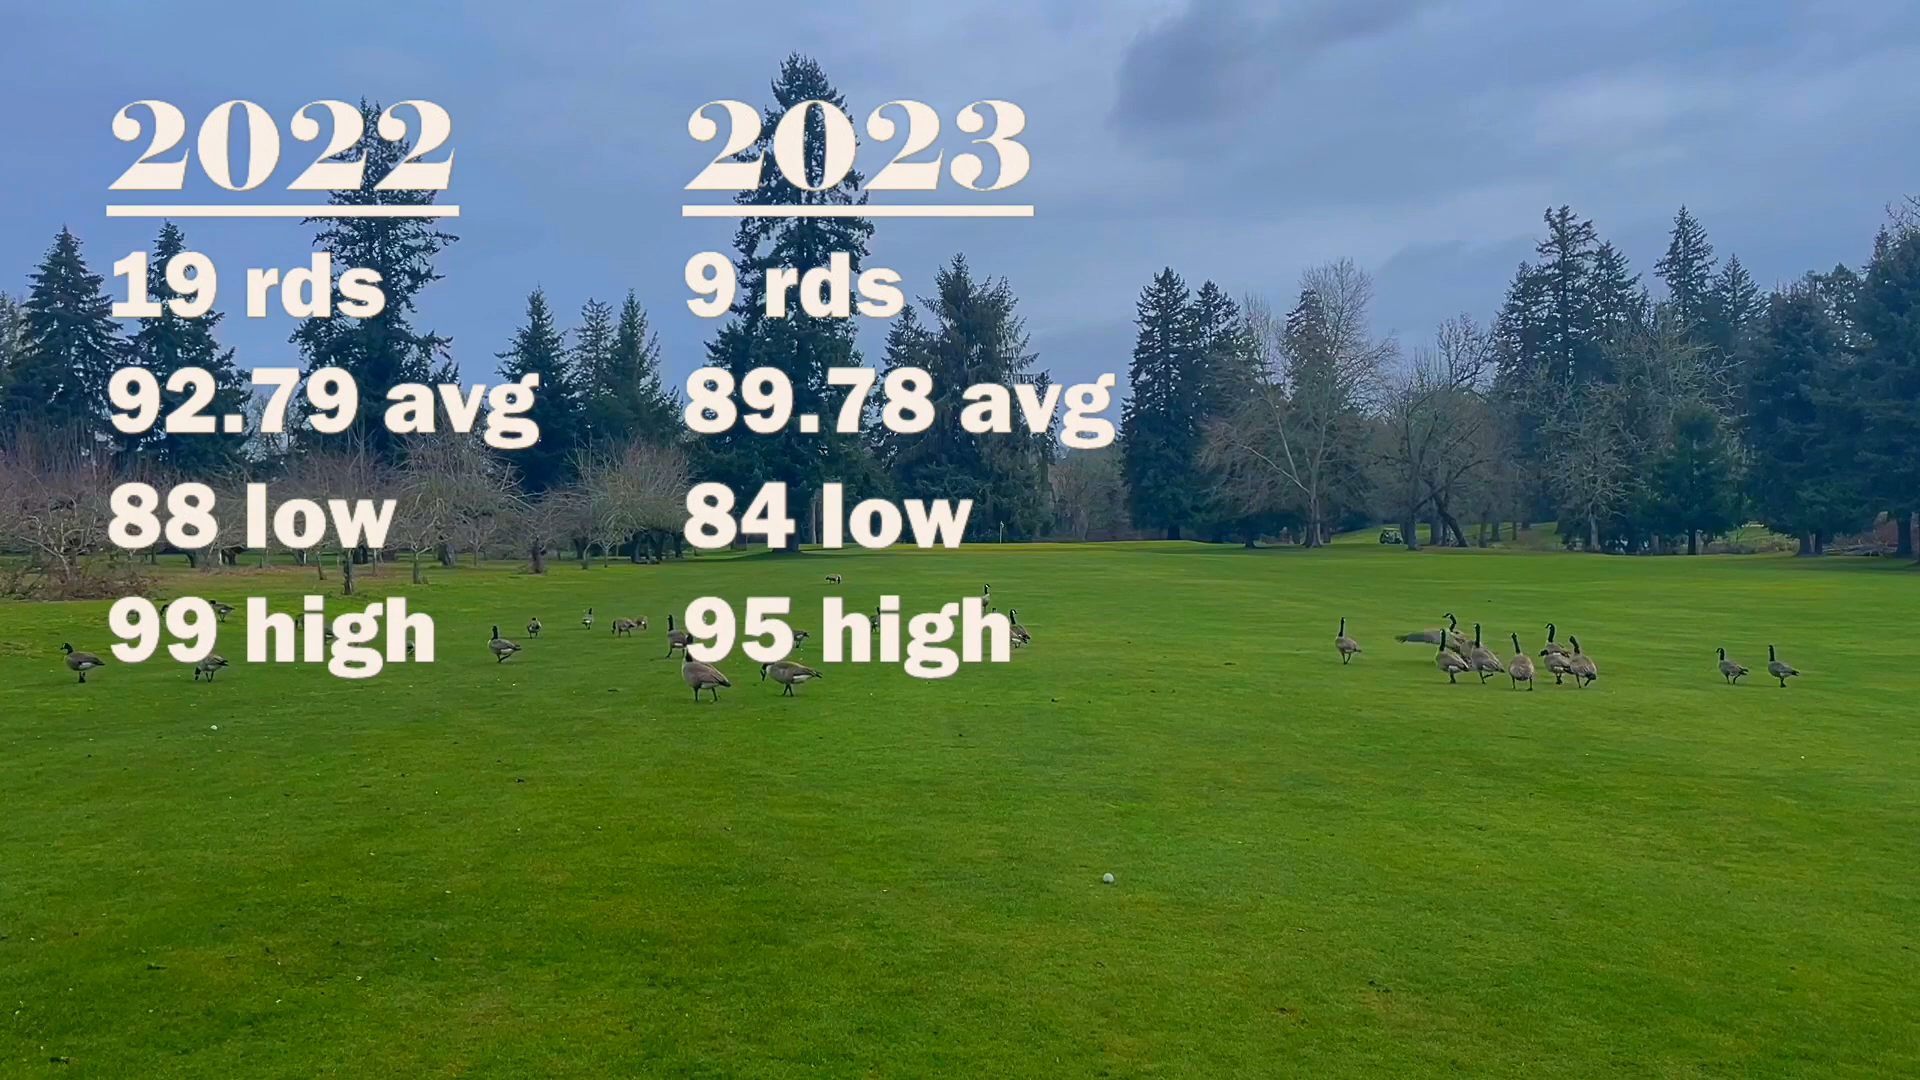 2022
19 rds
92.79 avg
88 low
99 high
2023
9 rds
89.78 avg
84 low
95 high